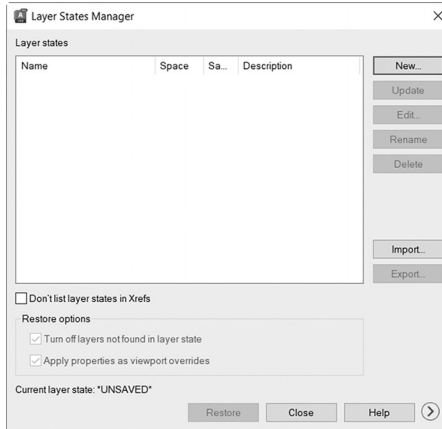 Layer States Manager
Layer states
Name Space Sa... Description
New...
Update
Edit...
Rename
Delete
Import...
Export...
Don't list layer states in Xrefs
Restore options
Turn off layers not found in layer state
Apply properties as viewport overrides
Current layer state: "UNSAVED"
Restore Close Help